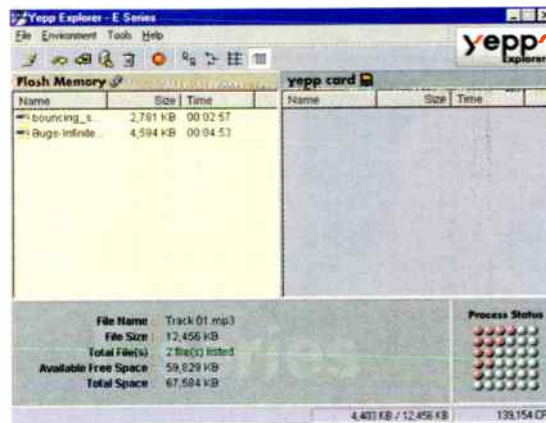 Yepp Explorer - E Series
File Environment Tools Help
yepp
Explorer
Flash Memory
yepp card
Name Size Time
Name Size Time
bouncing_s... 2,781 KB 00:02:57
Bugs-Infinite... 4,594 KB 00:04:53
File Name : Track 01.mp3
File Size : 12,456 KB
Total File(s) 2 file(s) listed
Available Free Space : 59,829 KB
Total Space : 67,584 KB
Process Status
4,403 KB / 12,456 KB